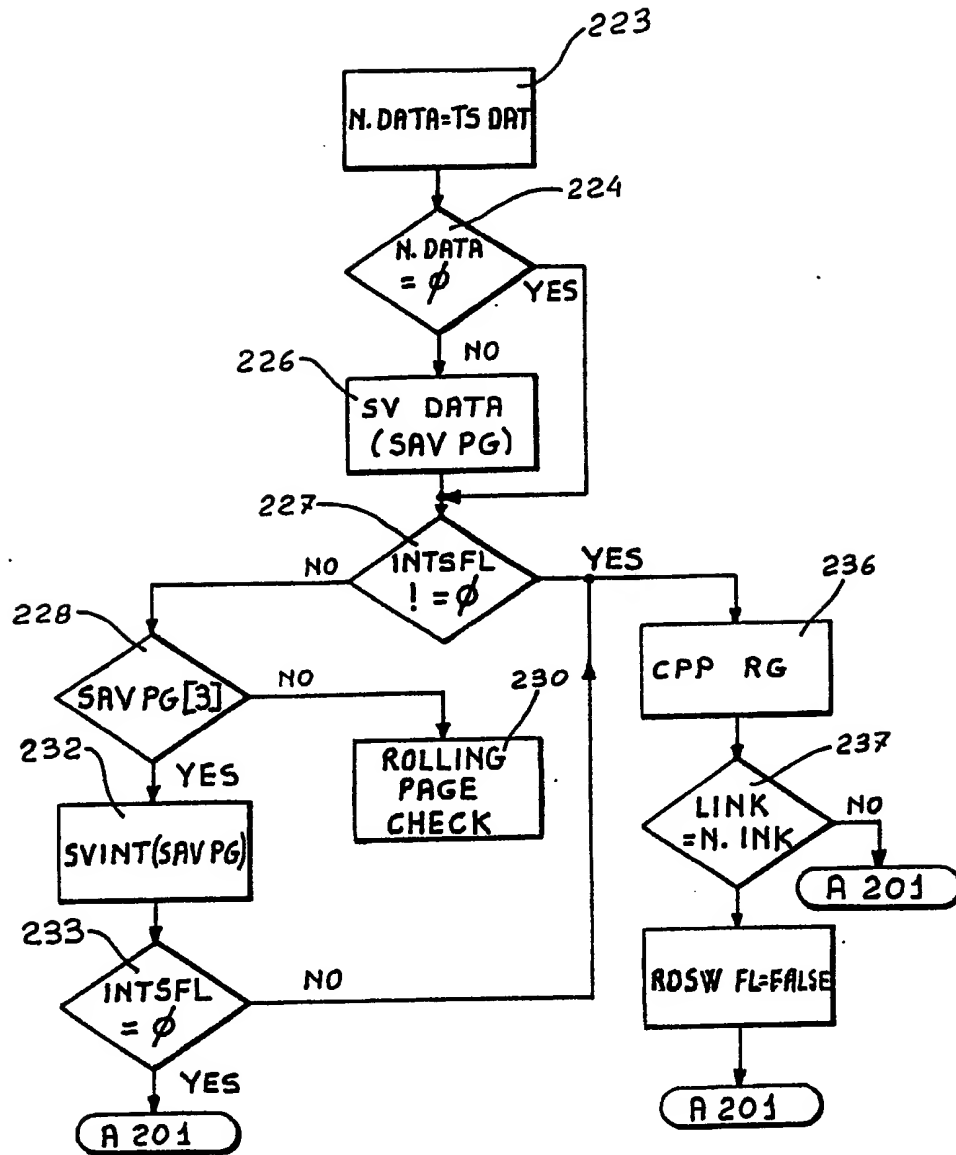 223
N.DATA=TS DAT
224
N.DATA
= ϕ
YES
NO
226
SV DATA
(SAV PG)
227
INTSFL
! = ϕ
NO
YES
236
CPP RG
228
SAV PG[3]
NO
230
ROLLING
PAGE
CHECK
237
LINK
=N. INK
NO
A 201
232
YES
SVINT(SAV PG)
RDSW FL=FALSE
233
INTSFL
= ϕ
NO
YES
A 201
A 201